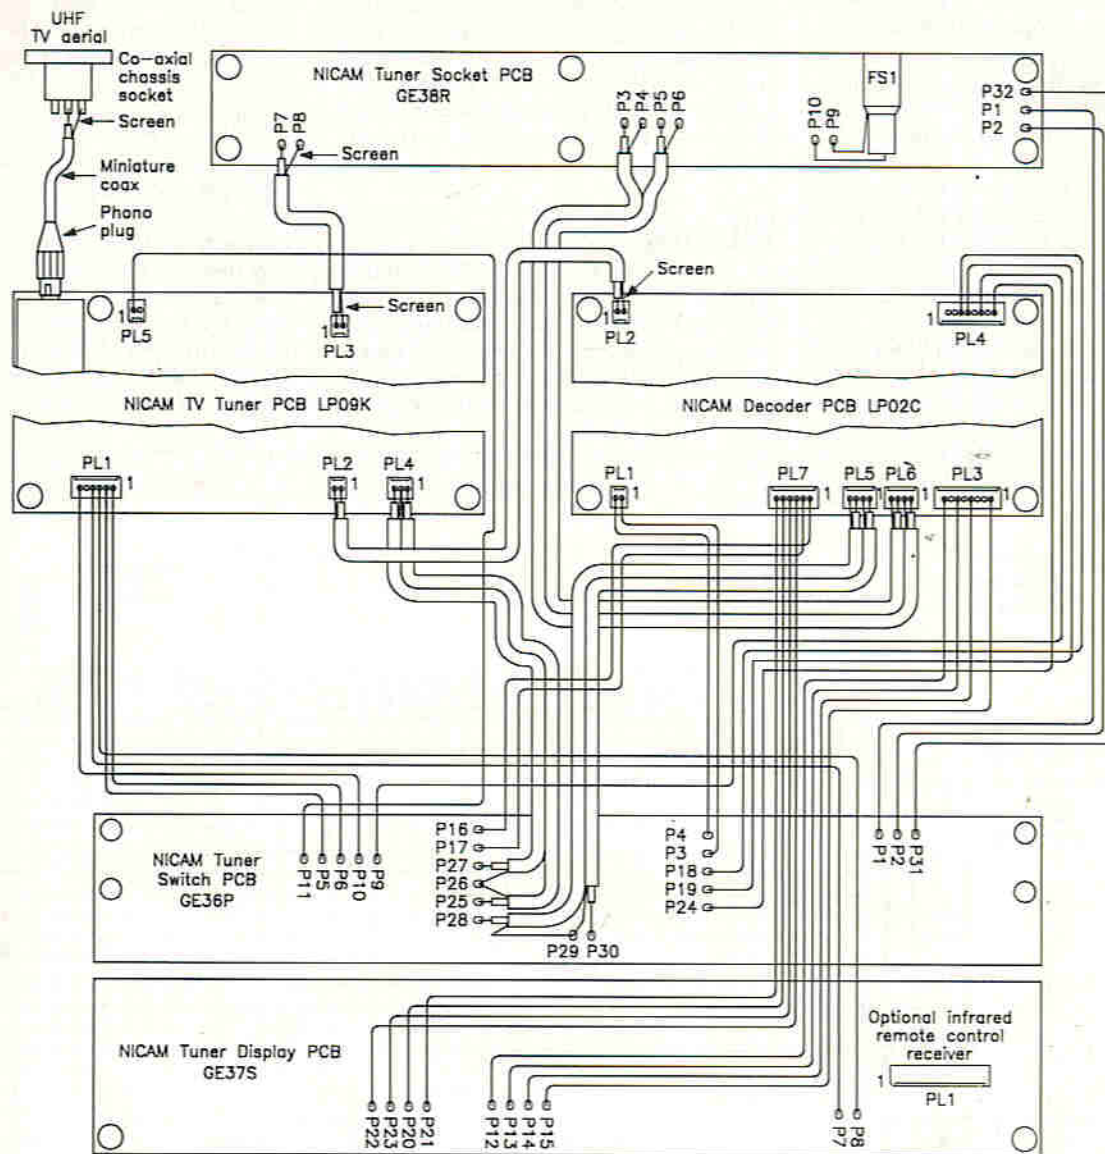 UHF
TV aerial
Co-axial
chassis
socket
Screen
Miniature
coax
Phono
plug
NICAM Tuner Socket PCB
GE38R
P7
P8
Screen
P3
P4
P5
P6
P10
P9
FS1
P32
P1
P2
1
PL5
Screen
1
PL3
Screen
1
PL2
1
PL4
NICAM TV Tuner PCB LP09K
NICAM Decoder PCB LP02C
PL1
1
PL2
1
PL4
1
PL1
1
PL7
1
PL5
1
PL6
1
PL3
1
NICAM Tuner
Switch PCB
GE36P
P11
P5
P6
P10
P9
P16
P17
P27
P26
P25
P28
P29 P30
P4
P3
P18
P19
P24
P1
P2
P31
NICAM Tuner Display PCB
GE37S
P22
P23
P20
P21
P12
P13
P14
P15
Optional infrared
remote control
receiver
1
PL1
P7
P8